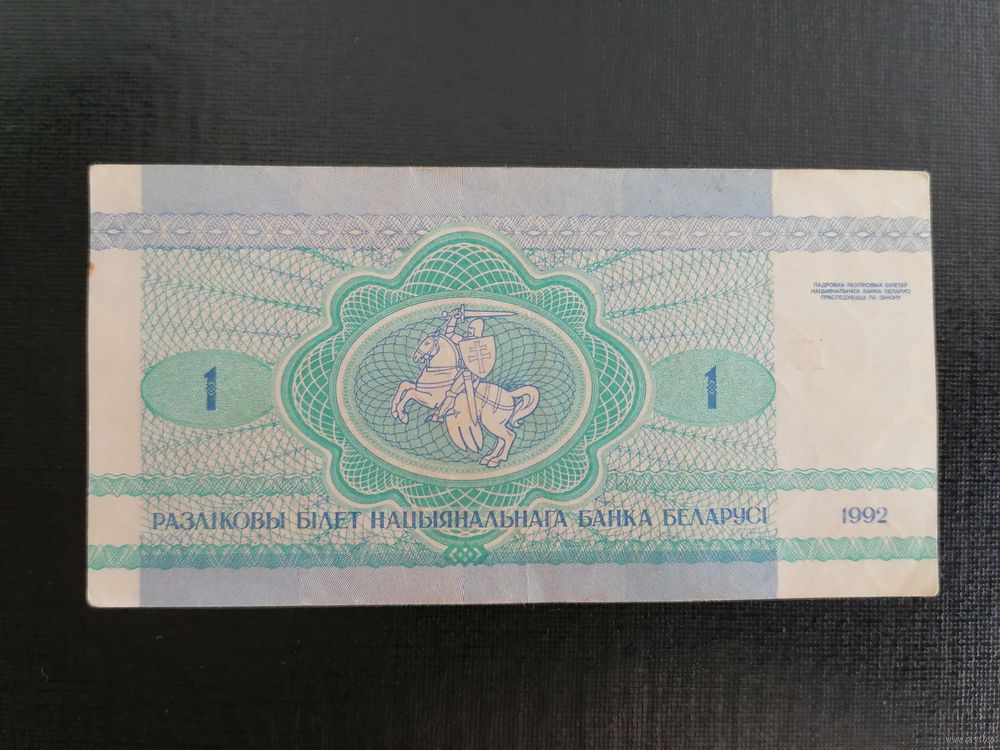 ПАДРОБКА РАЗЛІКОВЫХ БІЛЕТАЎ
НАЦЫЯНАЛЬНАГА БАНКА БЕЛАРУСІ
ПРАСЛЕДУЕЦЦА ПА ЗАКОНУ
1 1
РАЗЛІКОВЫ БІЛЕТ НАЦЫЯНАЛЬНАГА БАНКА БЕЛАРУСІ 1992